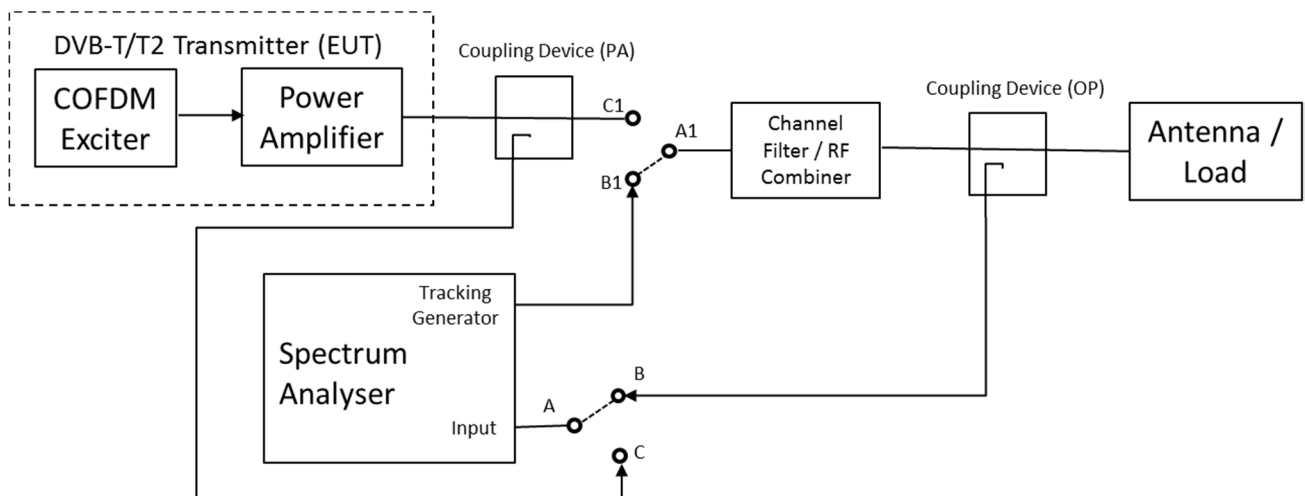 DVB-T/T2 Transmitter (EUT)
COFDM
Exciter
Power
Amplifier
Coupling Device (PA)
C1
A1
B1
Channel
Filter / RF
Combiner
Coupling Device (OP)
Antenna /
Load
Tracking
Generator
Spectrum
Analyser
Input
A
B
C